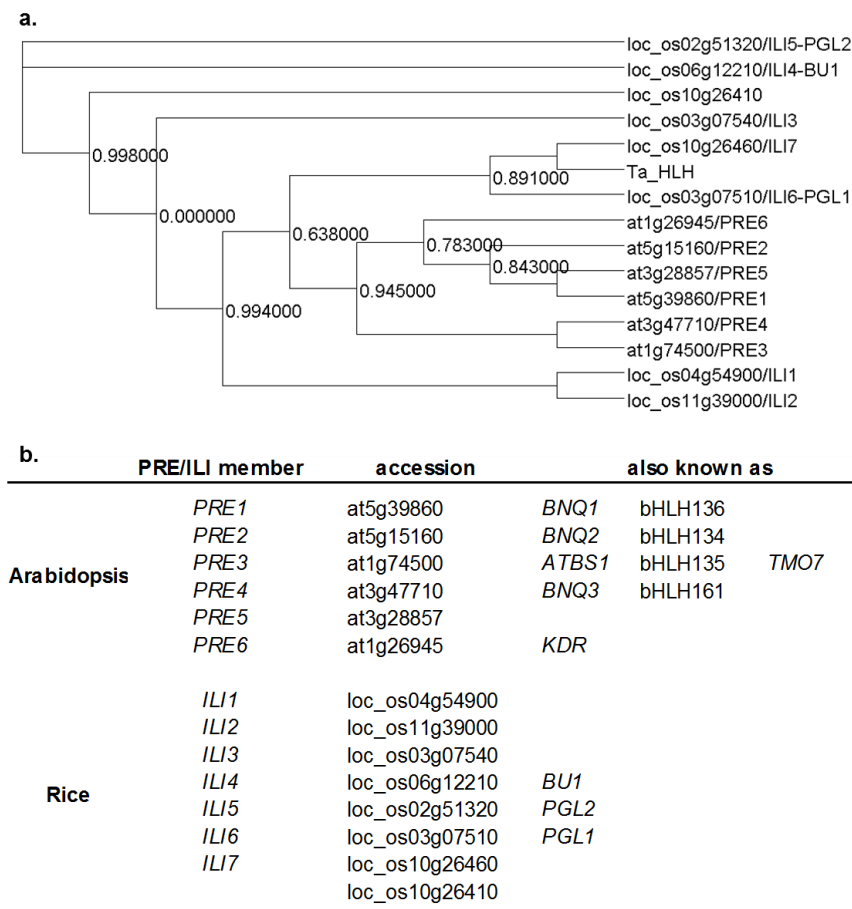 a.
loc_os02g51320/ILI5-PGL2
loc_os06g12210/ILI4-BU1
loc_os10g26410
loc_os03g07540/ILI3
loc_os10g26460/ILI7
Ta_HLH
loc_os03g07510/ILI6-PGL1
at1g26945/PRE6
at5g15160/PRE2
at3g28857/PRE5
at5g39860/PRE1
at3g47710/PRE4
at1g74500/PRE3
loc_os04g54900/ILI1
loc_os11g39000/ILI2
0.998000
0.000000
0.891000
0.638000
0.783000
0.843000
0.945000
0.994000
b.
PRE/ILI member accession also known as
Arabidopsis
PRE1 at5g39860 BNQ1 bHLH136
PRE2 at5g15160 BNQ2 bHLH134
PRE3 at1g74500 ATBS1 bHLH135 TMO7
PRE4 at3g47710 BNQ3 bHLH161
PRE5 at3g28857
PRE6 at1g26945 KDR
Rice
ILI1 loc_os04g54900
ILI2 loc_os11g39000
ILI3 loc_os03g07540
ILI4 loc_os06g12210 BU1
ILI5 loc_os02g51320 PGL2
ILI6 loc_os03g07510 PGL1
ILI7 loc_os10g26460
loc_os10g26410